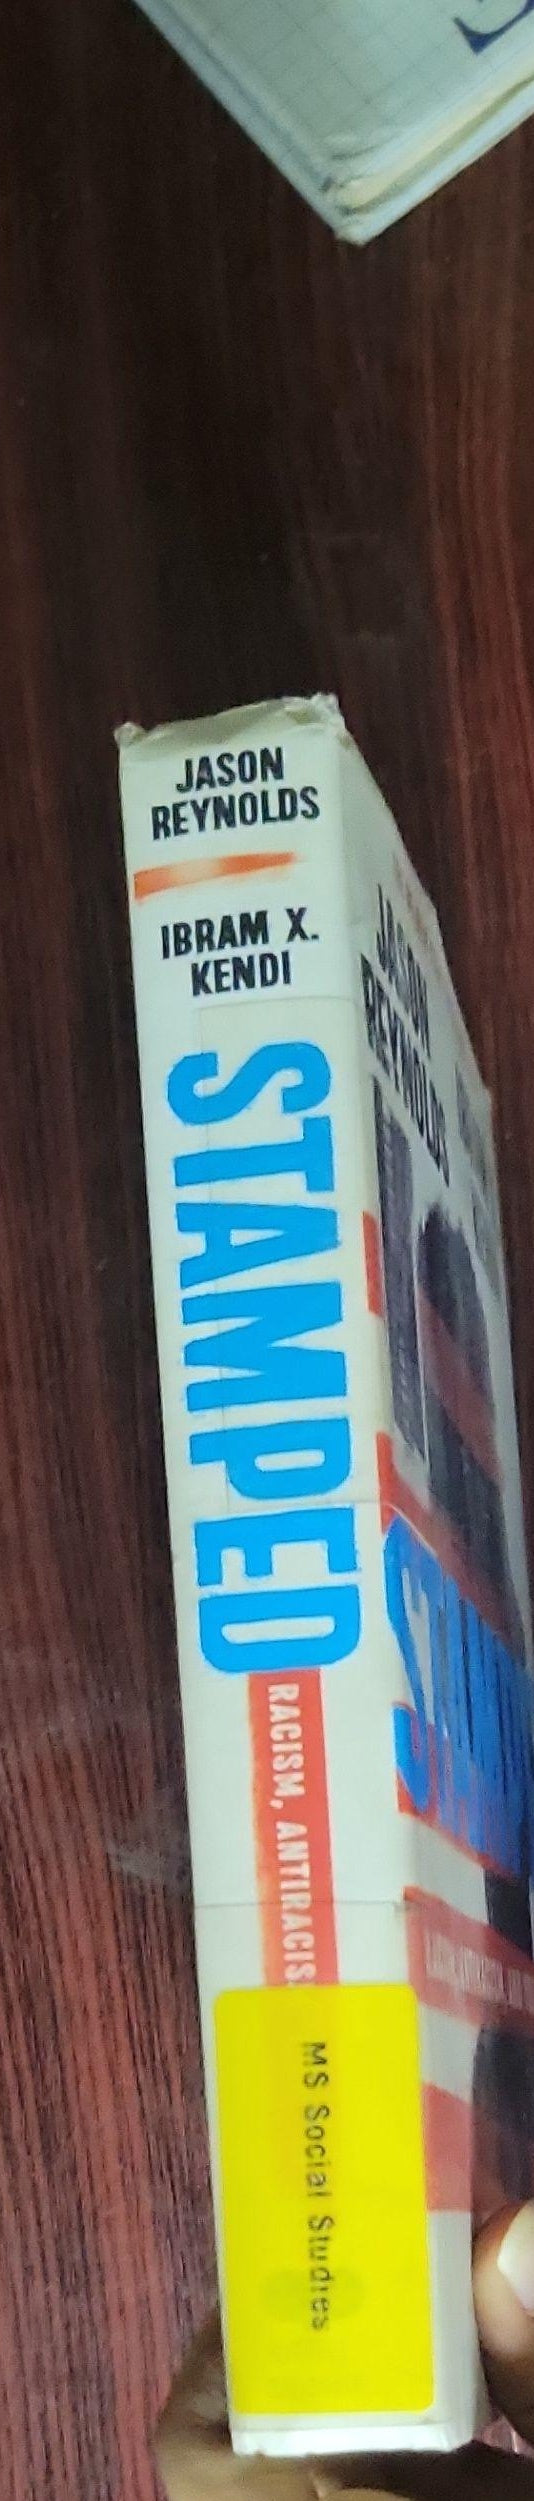 JASON
REYNOLDS
IBRAM X.
KENDI
STAMPED
RACISM, ANTIRACIS
MS Social Studies
JASON
REYNOLDS